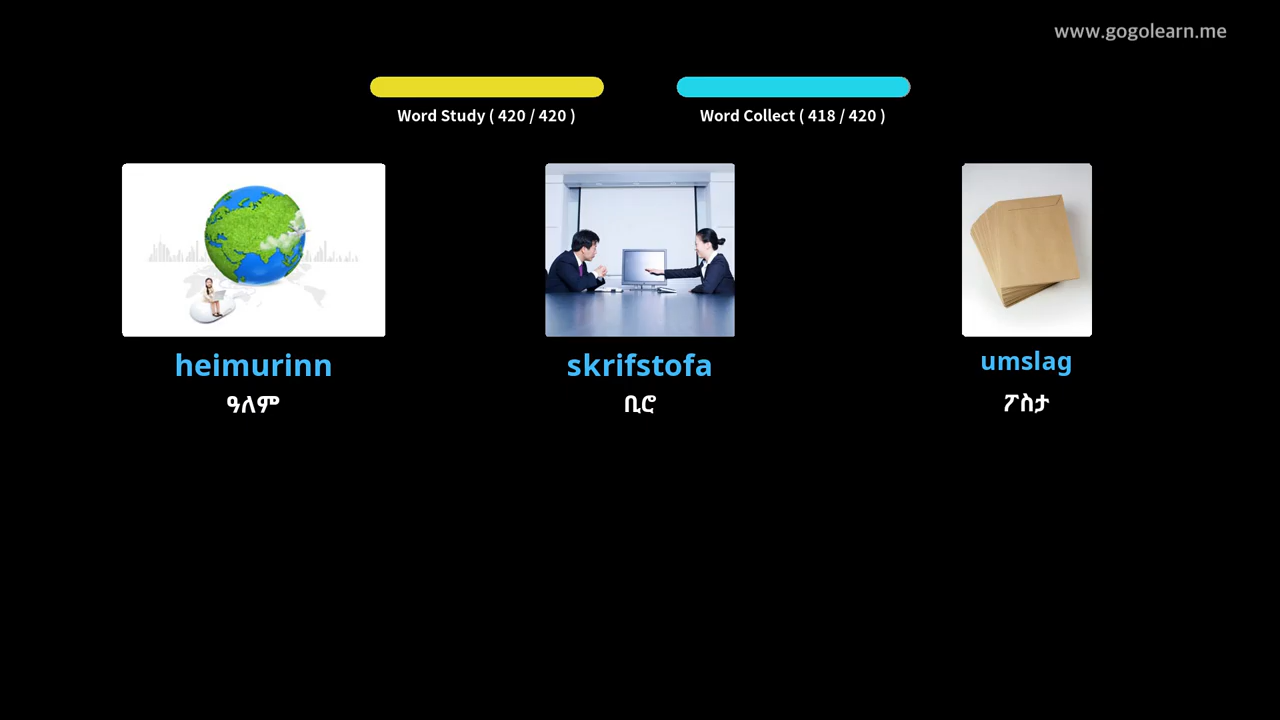 www.gogolearn.me
Word Study ( 420 / 420 )
Word Collect ( 418 / 420 )
heimurinn
skrifstofa
umslag
ዓለም
ቢሮ
ፖስታ